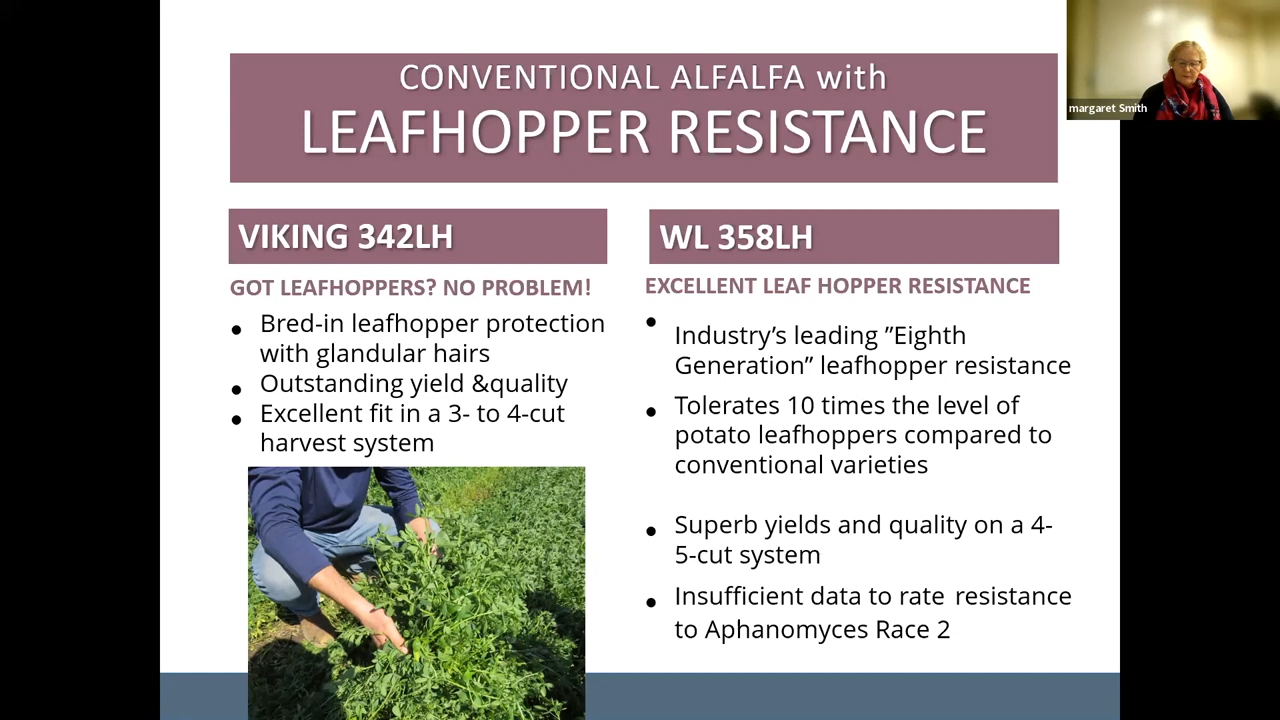 CONVENTIONAL ALFALFA with
LEAFHOPPER RESISTANCE
margaret Smith
VIKING 342LH
GOT LEAFHOPPERS? NO PROBLEM!
• Bred-in leafhopper protection
with glandular hairs
• Outstanding yield &quality
• Excellent fit in a 3- to 4-cut
harvest system
WL 358LH
EXCELLENT LEAF HOPPER RESISTANCE
• Industry’s leading ”Eighth
Generation” leafhopper resistance
• Tolerates 10 times the level of
potato leafhoppers compared to
conventional varieties
• Superb yields and quality on a 4-
5-cut system
• Insufficient data to rate resistance
to Aphanomyces Race 2